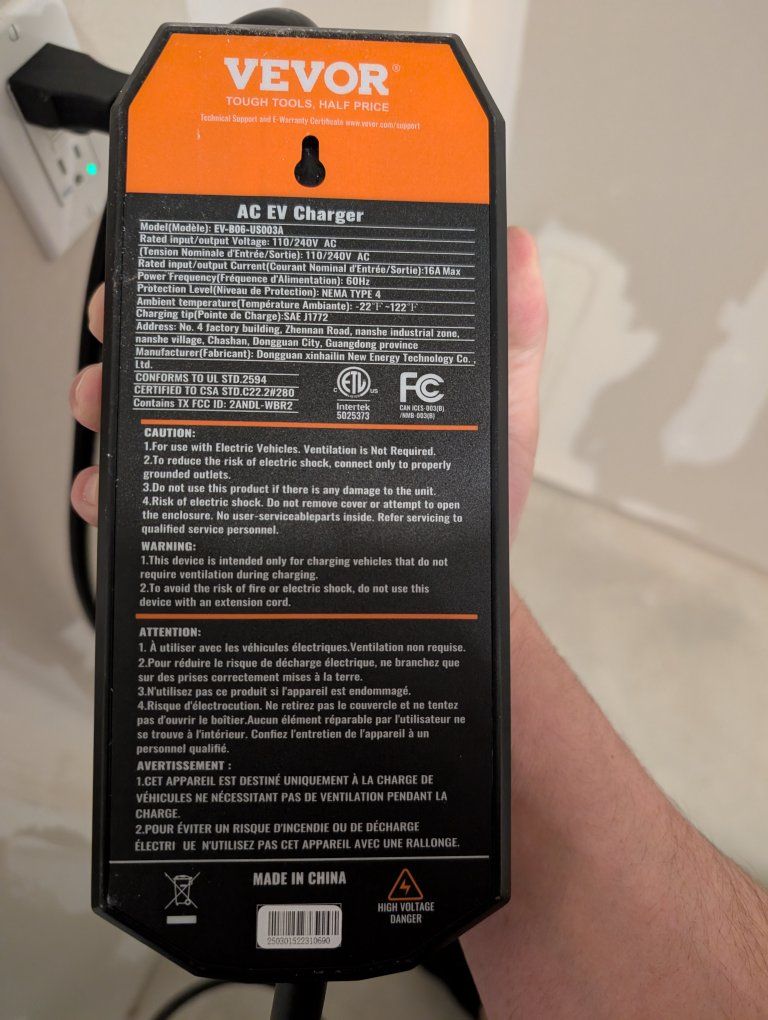 VEVOR®
TOUGH TOOLS, HALF PRICE
Technical Support and E-Warranty Certificate www.vevor.com/support
AC EV Charger
Model(Modèle): EV-B06-US003A
Rated input/output Voltage: 110/240V AC
(Tension Nominale d'Entrée/Sortie): 110/240V AC
Rated input/output Current(Courant Nominal d'Entrée/Sortie):16A Max
Power Frequency(Fréquence d'Alimentation): 60Hz
Protection Level(Niveau de Protection): NEMA TYPE 4
Ambient temperature(Température Ambiante): -22°F ~122°F
Charging tip(Pointe de Charge):SAE J1772
Address: No. 4 factory building, Zhennan Road, nanshe industrial zone,
nanshe village, Chashan, Dongguan City, Guangdong province
Manufacturer(Fabricant): Dongguan xinhailin New Energy Technology Co. ,
Ltd.
CONFORMS TO UL STD.2594
CERTIFIED TO CSA STD.C22.2#280
Contains TX FCC ID: 2ANDL-WBR2
C ETL US
Intertek
5025373
FC
CAN ICES-003(B)
/NMB-003(B)
CAUTION:
1.For use with Electric Vehicles. Ventilation is Not Required.
2.To reduce the risk of electric shock, connect only to properly
grounded outlets.
3.Do not use this product if there is any damage to the unit.
4.Risk of electric shock. Do not remove cover or attempt to open
the enclosure. No user-serviceableparts inside. Refer servicing to
qualified service personnel.
WARNING:
1.This device is intended only for charging vehicles that do not
require ventilation during charging.
2.To avoid the risk of fire or electric shock, do not use this
device with an extension cord.
ATTENTION:
1. À utiliser avec les véhicules électriques.Ventilation non requise.
2.Pour réduire le risque de décharge électrique, ne branchez que
sur des prises correctement mises à la terre.
3.N'utilisez pas ce produit si l'appareil est endommagé.
4.Risque d'électrocution. Ne retirez pas le couvercle et ne tentez
pas d'ouvrir le boîtier.Aucun élément réparable par l'utilisateur ne
se trouve à l'intérieur. Confiez l'entretien de l'appareil à un
personnel qualifié.
AVERTISSEMENT :
1.CET APPAREIL EST DESTINÉ UNIQUEMENT À LA CHARGE DE
VÉHICULES NE NÉCESSITANT PAS DE VENTILATION PENDANT LA
CHARGE.
2.POUR ÉVITER UN RISQUE D'INCENDIE OU DE DÉCHARGE
ÉLECTRI UE N'UTILISEZ PAS CET APPAREIL AVEC UNE RALLONGE.
MADE IN CHINA
250301522310690
HIGH VOLTAGE
DANGER